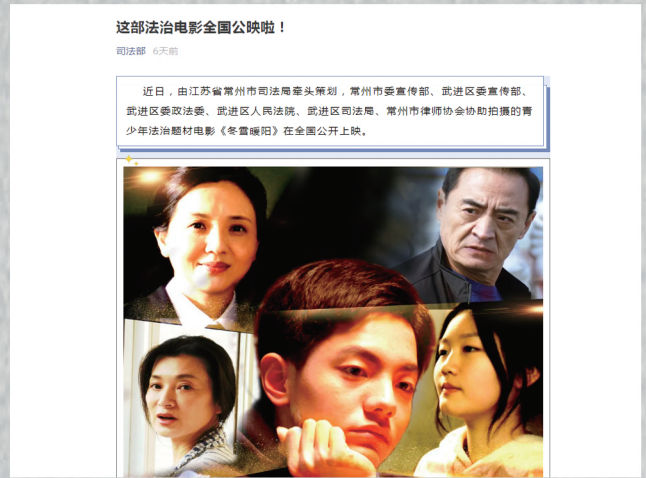 这部法治电影全国公映啦！
司法部 6天前
近日，由江苏省常州市司法局牵头策划，常州市委宣传部、武进区委宣传部、
武进区委政法委、武进区人民法院、武进区司法局、常州市律师协会协助拍摄的青
少年法治题材电影《冬雪暖阳》在全国公开上映。